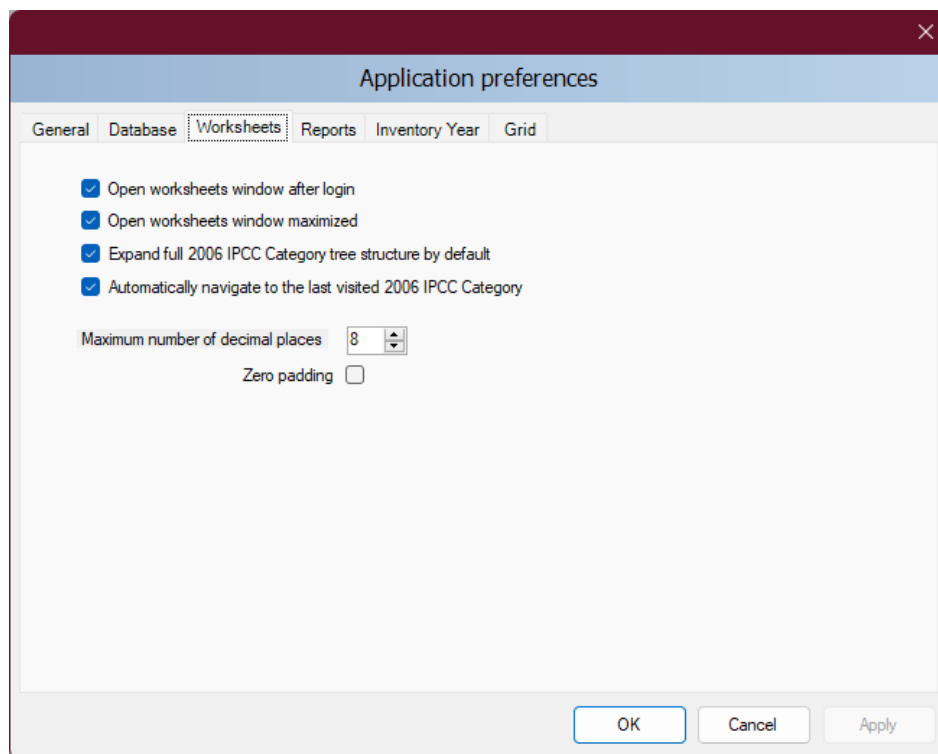 Application preferences
General Database Worksheets Reports Inventory Year Grid
Open worksheets window after login
Open worksheets window maximized
Expand full 2006 IPCC Category tree structure by default
Automatically navigate to the last visited 2006 IPCC Category
Maximum number of decimal places 8
Zero padding
OK Cancel Apply